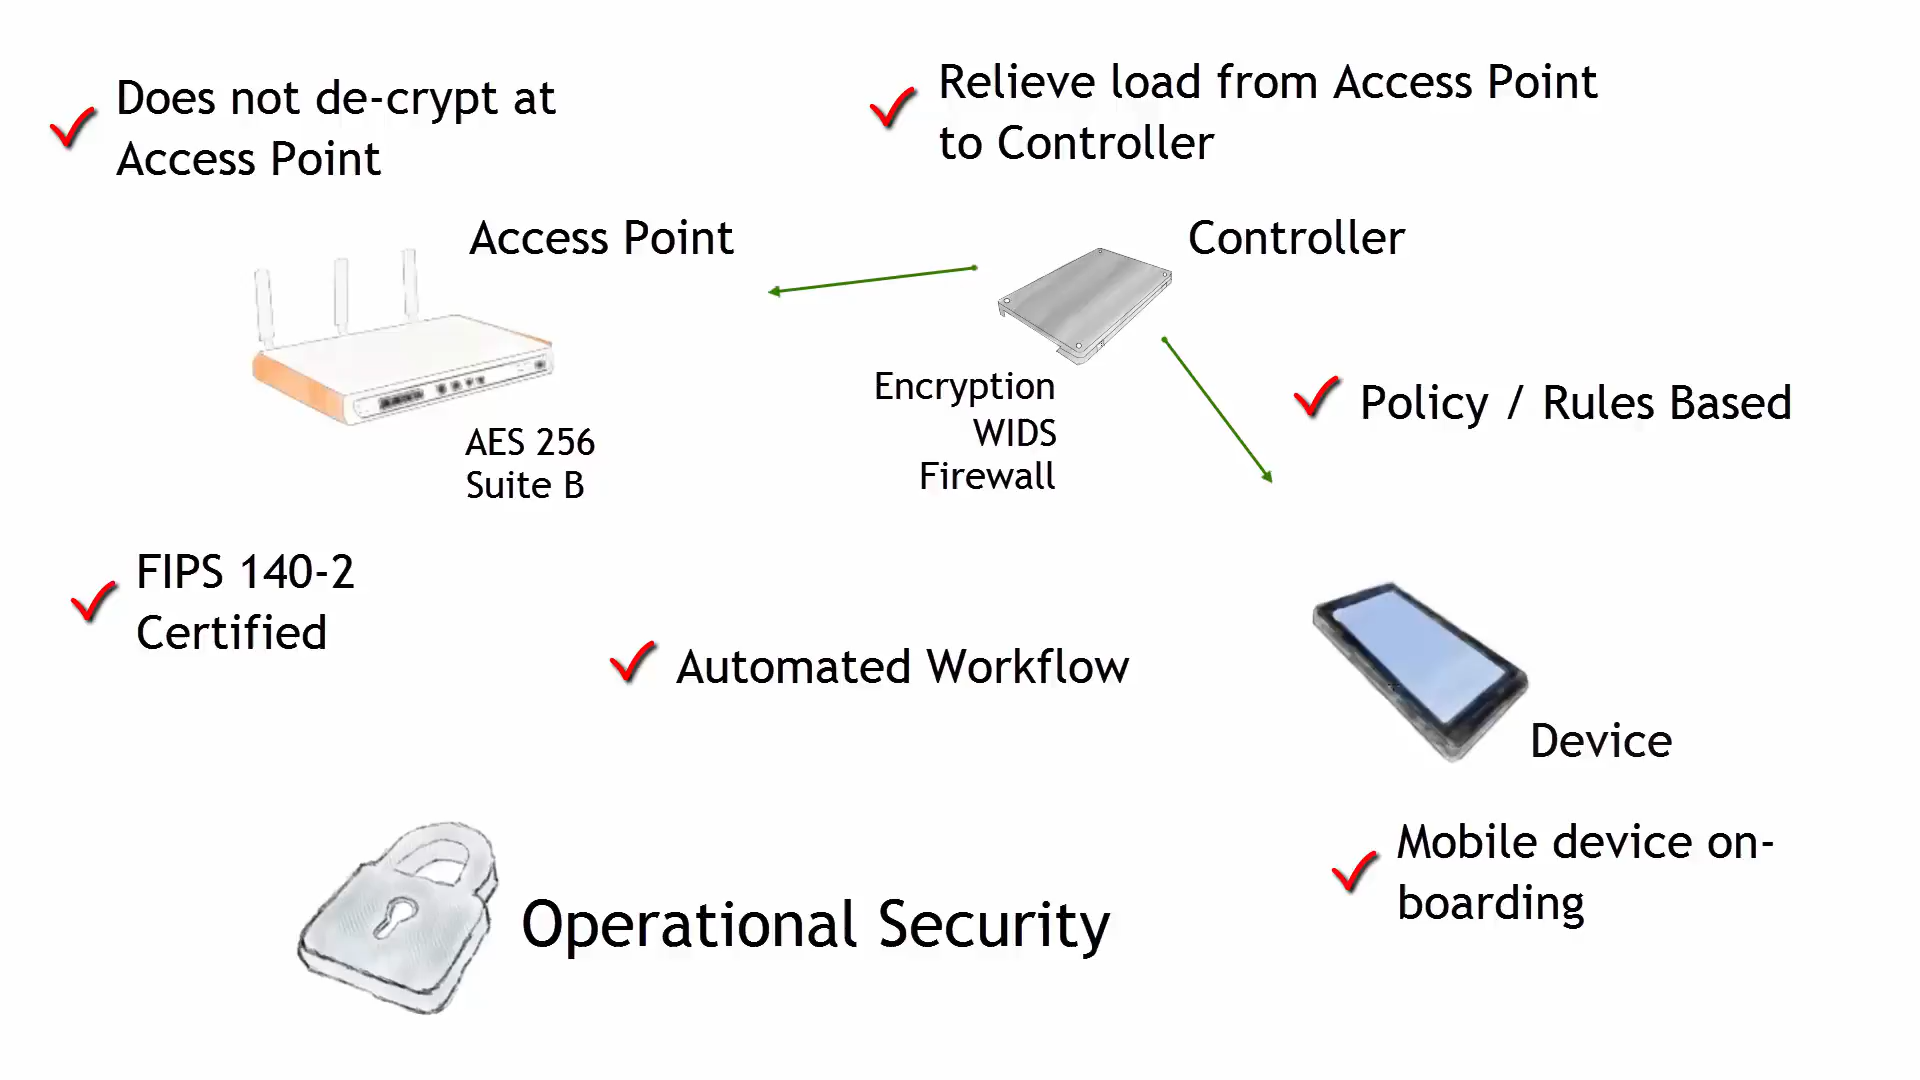 Does not de-crypt at
Access Point
Relieve load from Access Point
to Controller
Access Point
Controller
Encryption
WIDS
Firewall
Policy / Rules Based
AES 256
Suite B
FIPS 140-2
Certified
Automated Workflow
Device
Mobile device on-
boarding
Operational Security